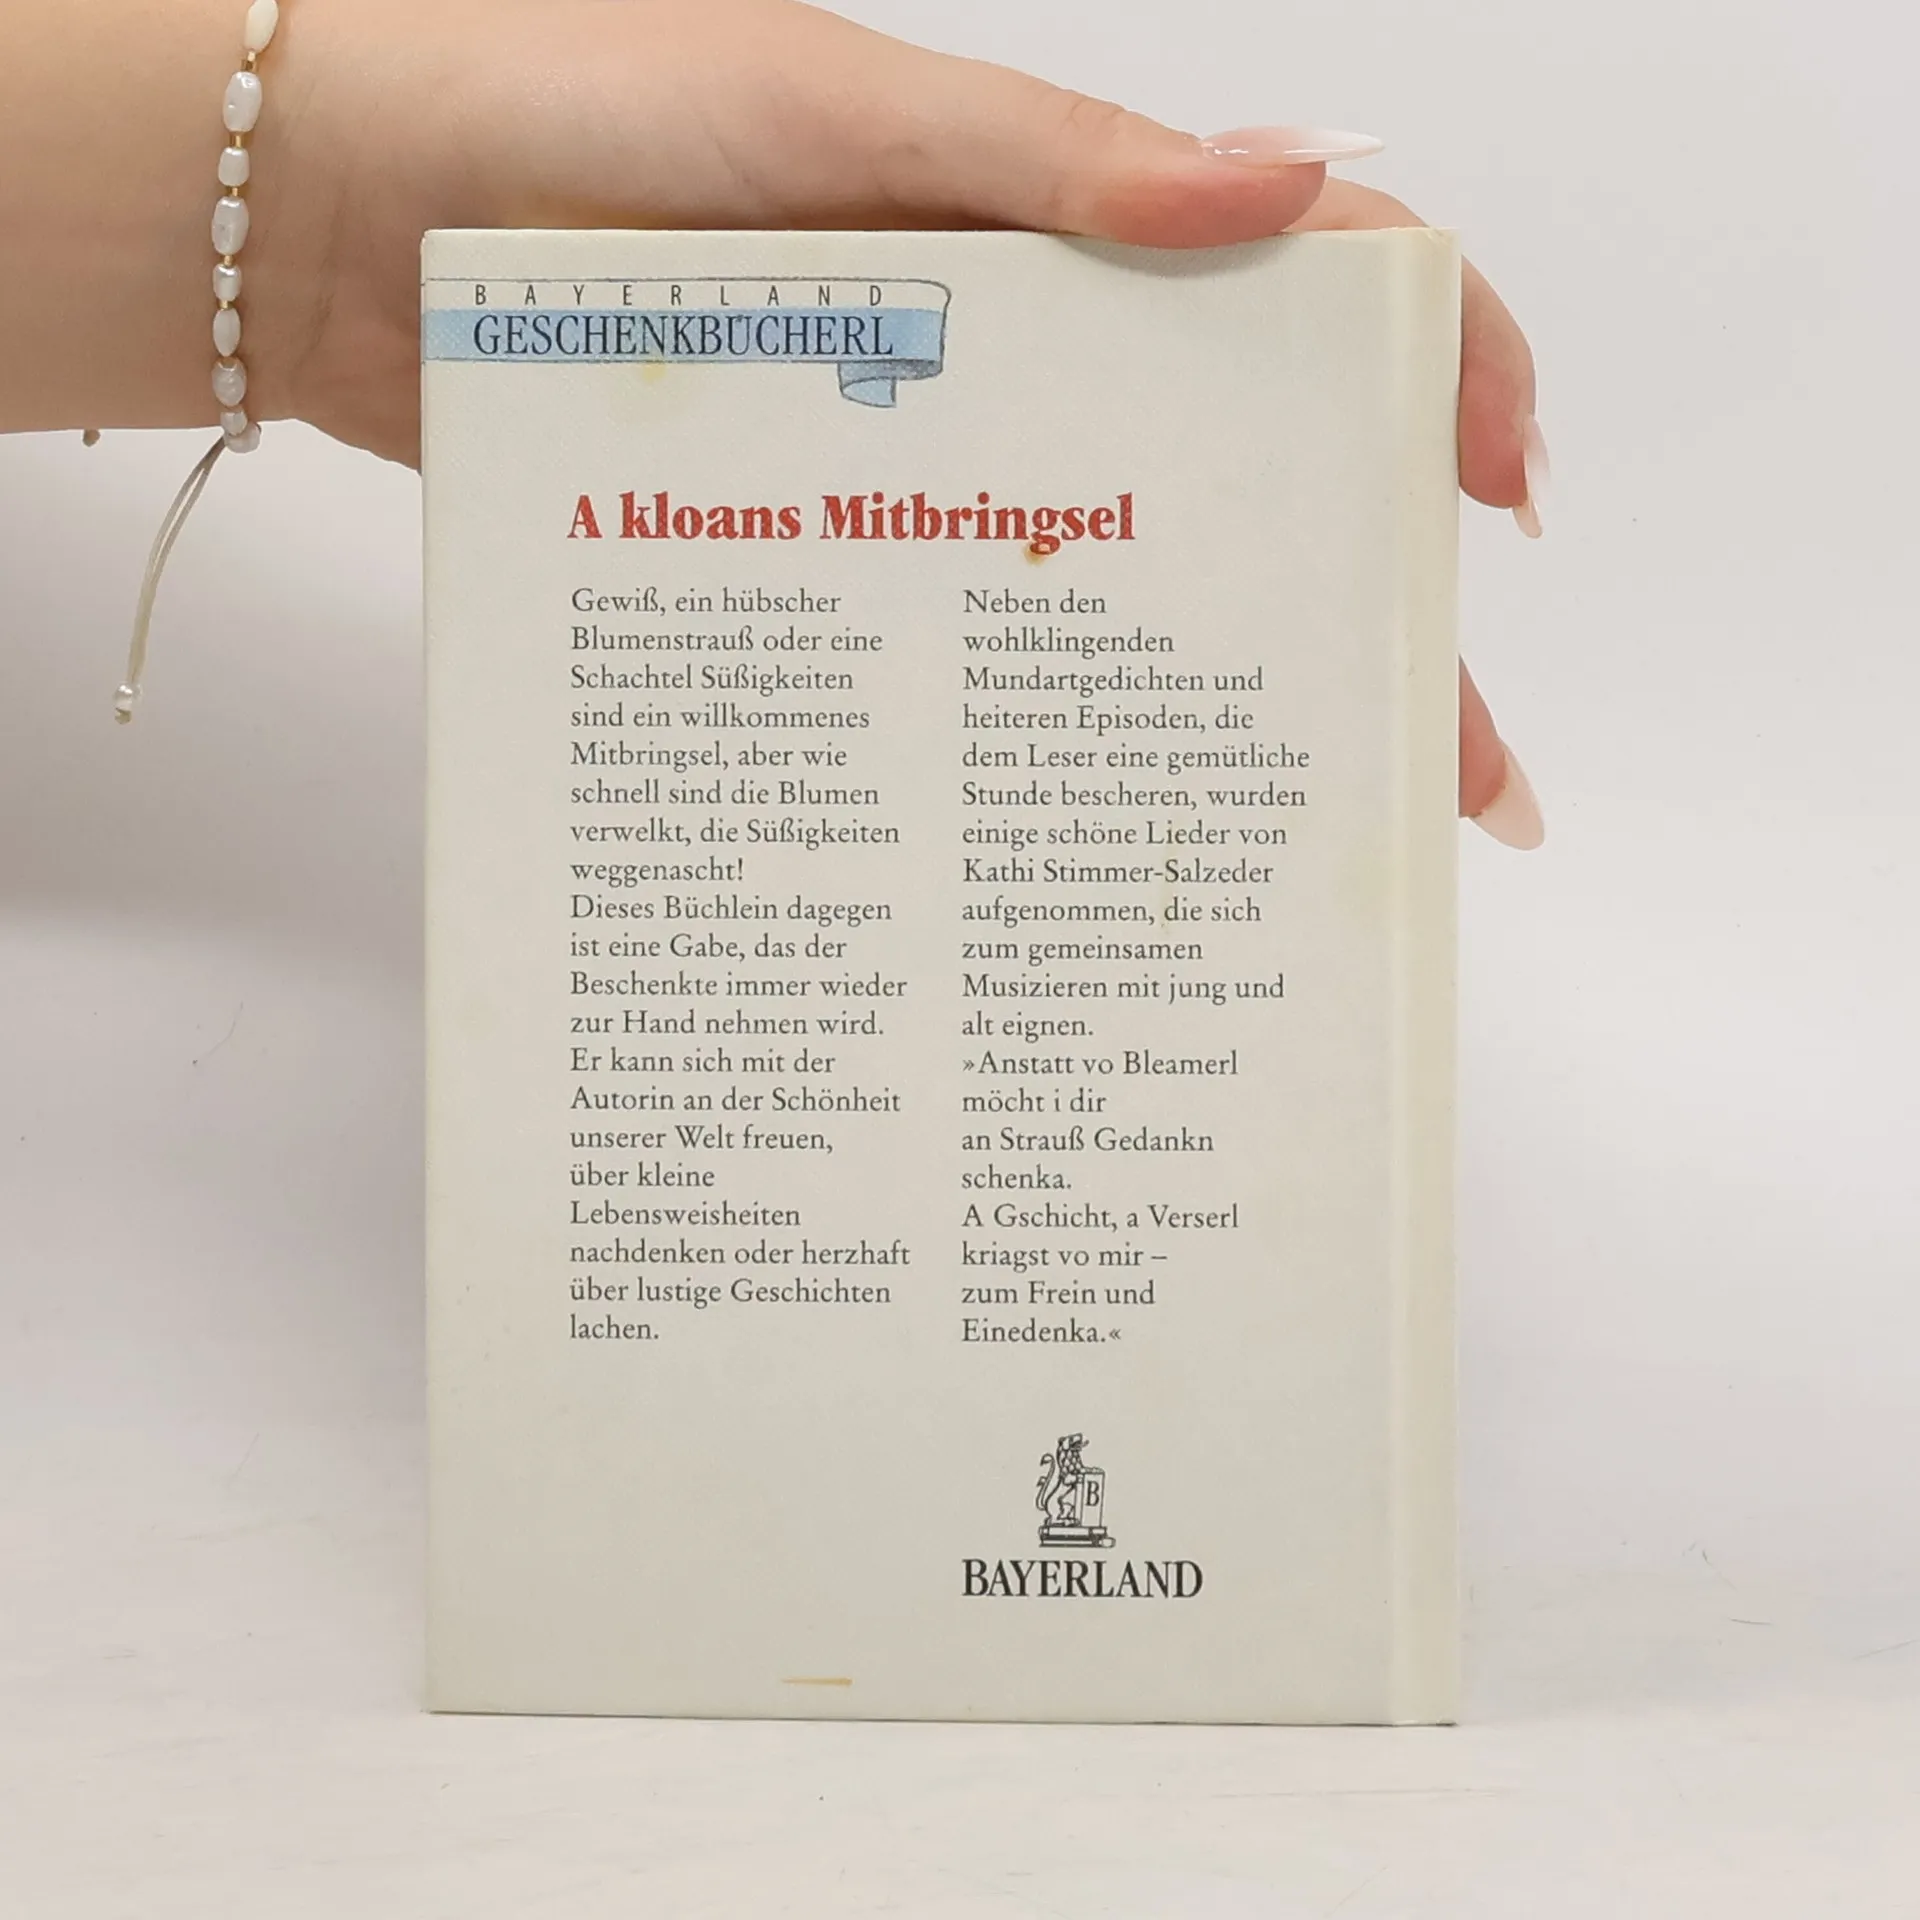 BAYERLAND
GESCHENKBÜCHERL
A kloans Mitbringsel
Gewiß, ein hübscher
Blumenstrauß oder eine
Schachtel Süßigkeiten
sind ein willkommenes
Mitbringsel, aber wie
schnell sind die Blumen
verwelkt, die Süßigkeiten
weggenascht!
Dieses Büchlein dagegen
ist eine Gabe, das der
Beschenkte immer wieder
zur Hand nehmen wird.
Er kann sich mit der
Autorin an der Schönheit
unserer Welt freuen,
über kleine
Lebensweisheiten
nachdenken oder herzhaft
über lustige Geschichten
lachen.
Neben den
wohlklingenden
Mundartgedichten und
heiteren Episoden, die
dem Leser eine gemütliche
Stunde bescheren, wurden
einige schöne Lieder von
Kathi Stimmer-Salzeder
aufgenommen, die sich
zum gemeinsamen
Musizieren mit jung und
alt eignen.
»Anstatt vo Bleamerl
möcht i dir
an Strauß Gedankn
schenka.
A Gschicht, a Verserl
kriagst vo mir –
zum Frein und
Einedenka.«
B
BAYERLAND